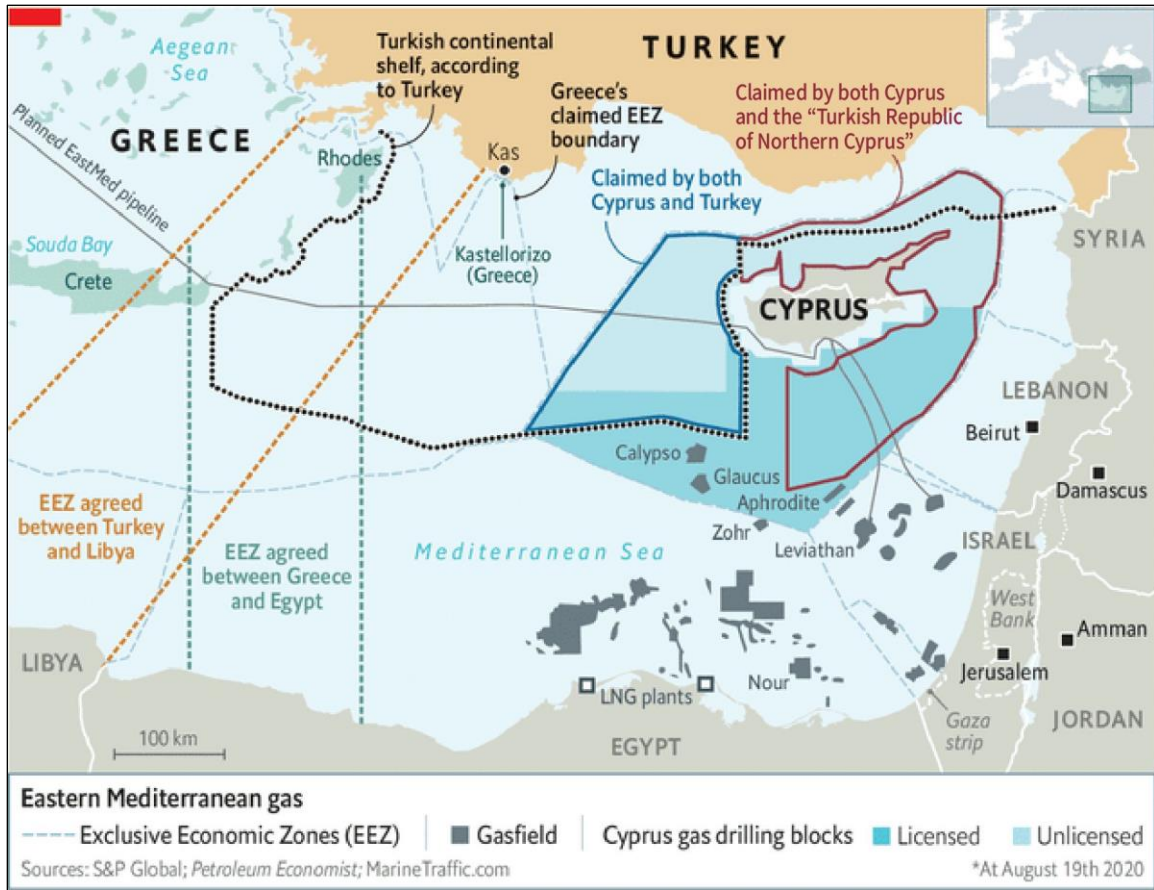 Aegean
Sea
Turkish continental
shelf, according
to Turkey
TURKEY
Greece's
claimed EEZ
boundary
Claimed by both Cyprus
and the “Turkish Republic
of Northern Cyprus”
Planned EastMed pipeline
GREECE
Rhodes
Kas
Claimed by both
Cyprus and Turkey
Souda Bay
Crete
Kastellorizo
(Greece)
SYRIA
CYPRUS
LEBANON
Beirut
Calypso
Glaucus
Aphrodite
Damascus
EEZ agreed
between Turkey
and Libya
EEZ agreed
between Greece
and Egypt
Mediterranean Sea
Zohr
Leviathan
ISRAEL
West
Bank
Amman
LIBYA
Jerusalem
LNG plants
Nour
Gaza
strip
JORDAN
100 km
EGYPT
Eastern Mediterranean gas
Exclusive Economic Zones (EEZ)
Gasfield
Cyprus gas drilling blocks
Licensed
Unlicensed
Sources: S&P Global; Petroleum Economist; MarineTraffic.com
*At August 19th 2020